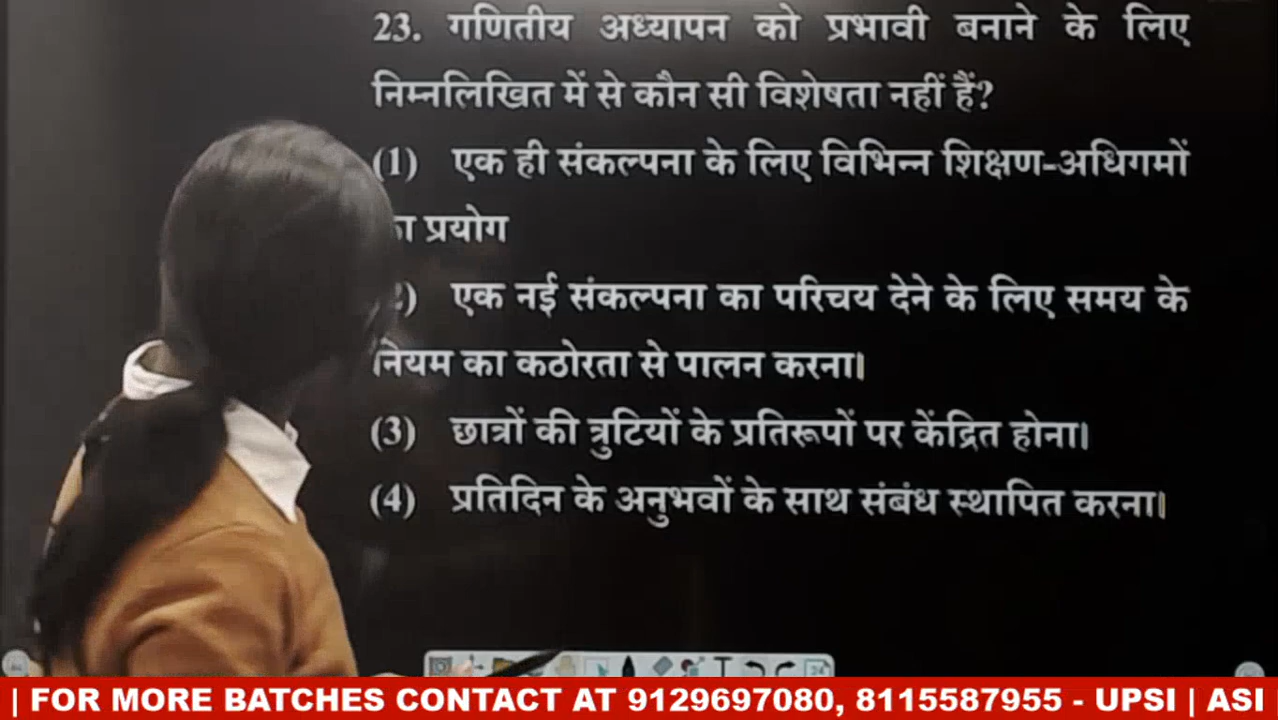 23. गणितीय अध्यापन को प्रभावी बनाने के लिए
निम्नलिखित में से कौन सी विशेषता नहीं हैं?
(1) एक ही संकल्पना के लिए विभिन्न शिक्षण-अधिगमों
प्रयोग
एक नई संकल्पना का परिचय देने के लिए समय के
नियम का कठोरता से पालन करना।
(3) छात्रों की त्रुटियों के प्रतिरूपों पर केंद्रित होना।
(4) प्रतिदिन के अनुभवों के साथ संबंध स्थापित करना।
| FOR MORE BATCHES CONTACT AT 9129697080, 8115587955 - UPSI | ASI